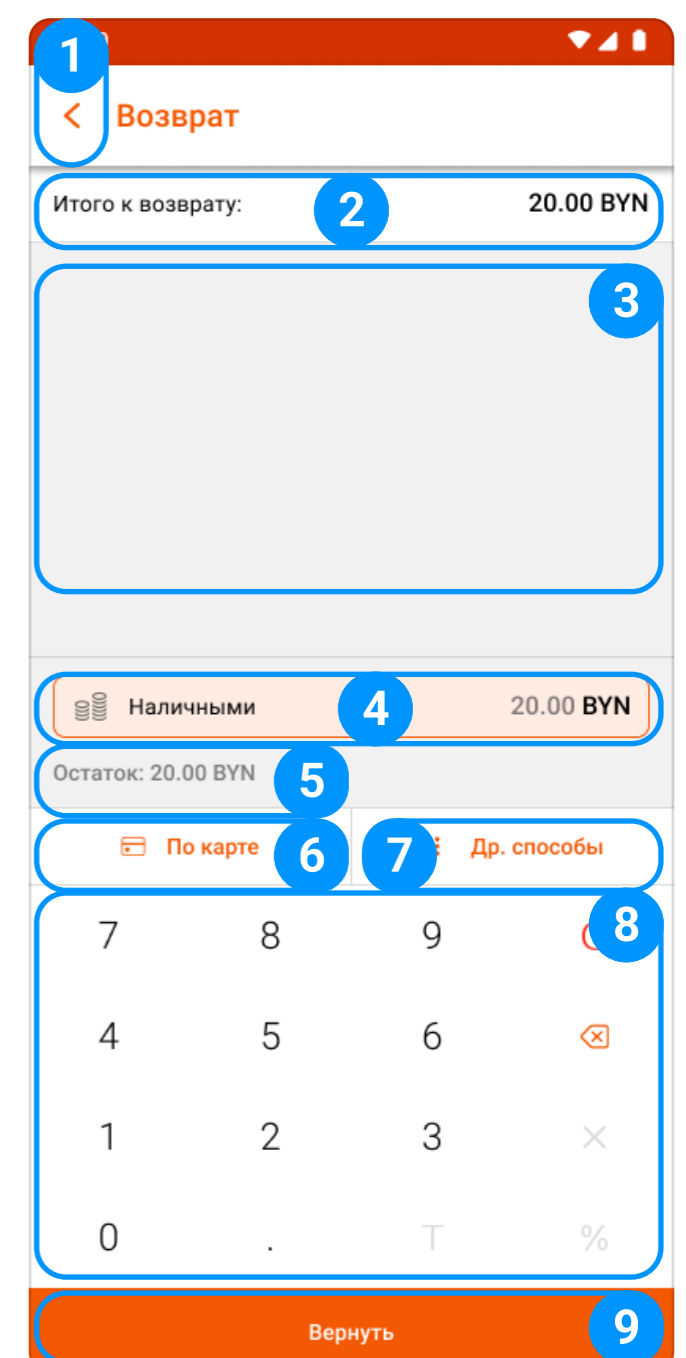 1
Возврат
Итого к возврату: 2 20.00 BYN
3
Наличными 4 20.00 BYN
Остаток: 20.00 BYN 5
По карте 6 7 Др. способы
7 8 9 8
4 5 6
1 2 3 ×
0 . T %
Вернуть 9